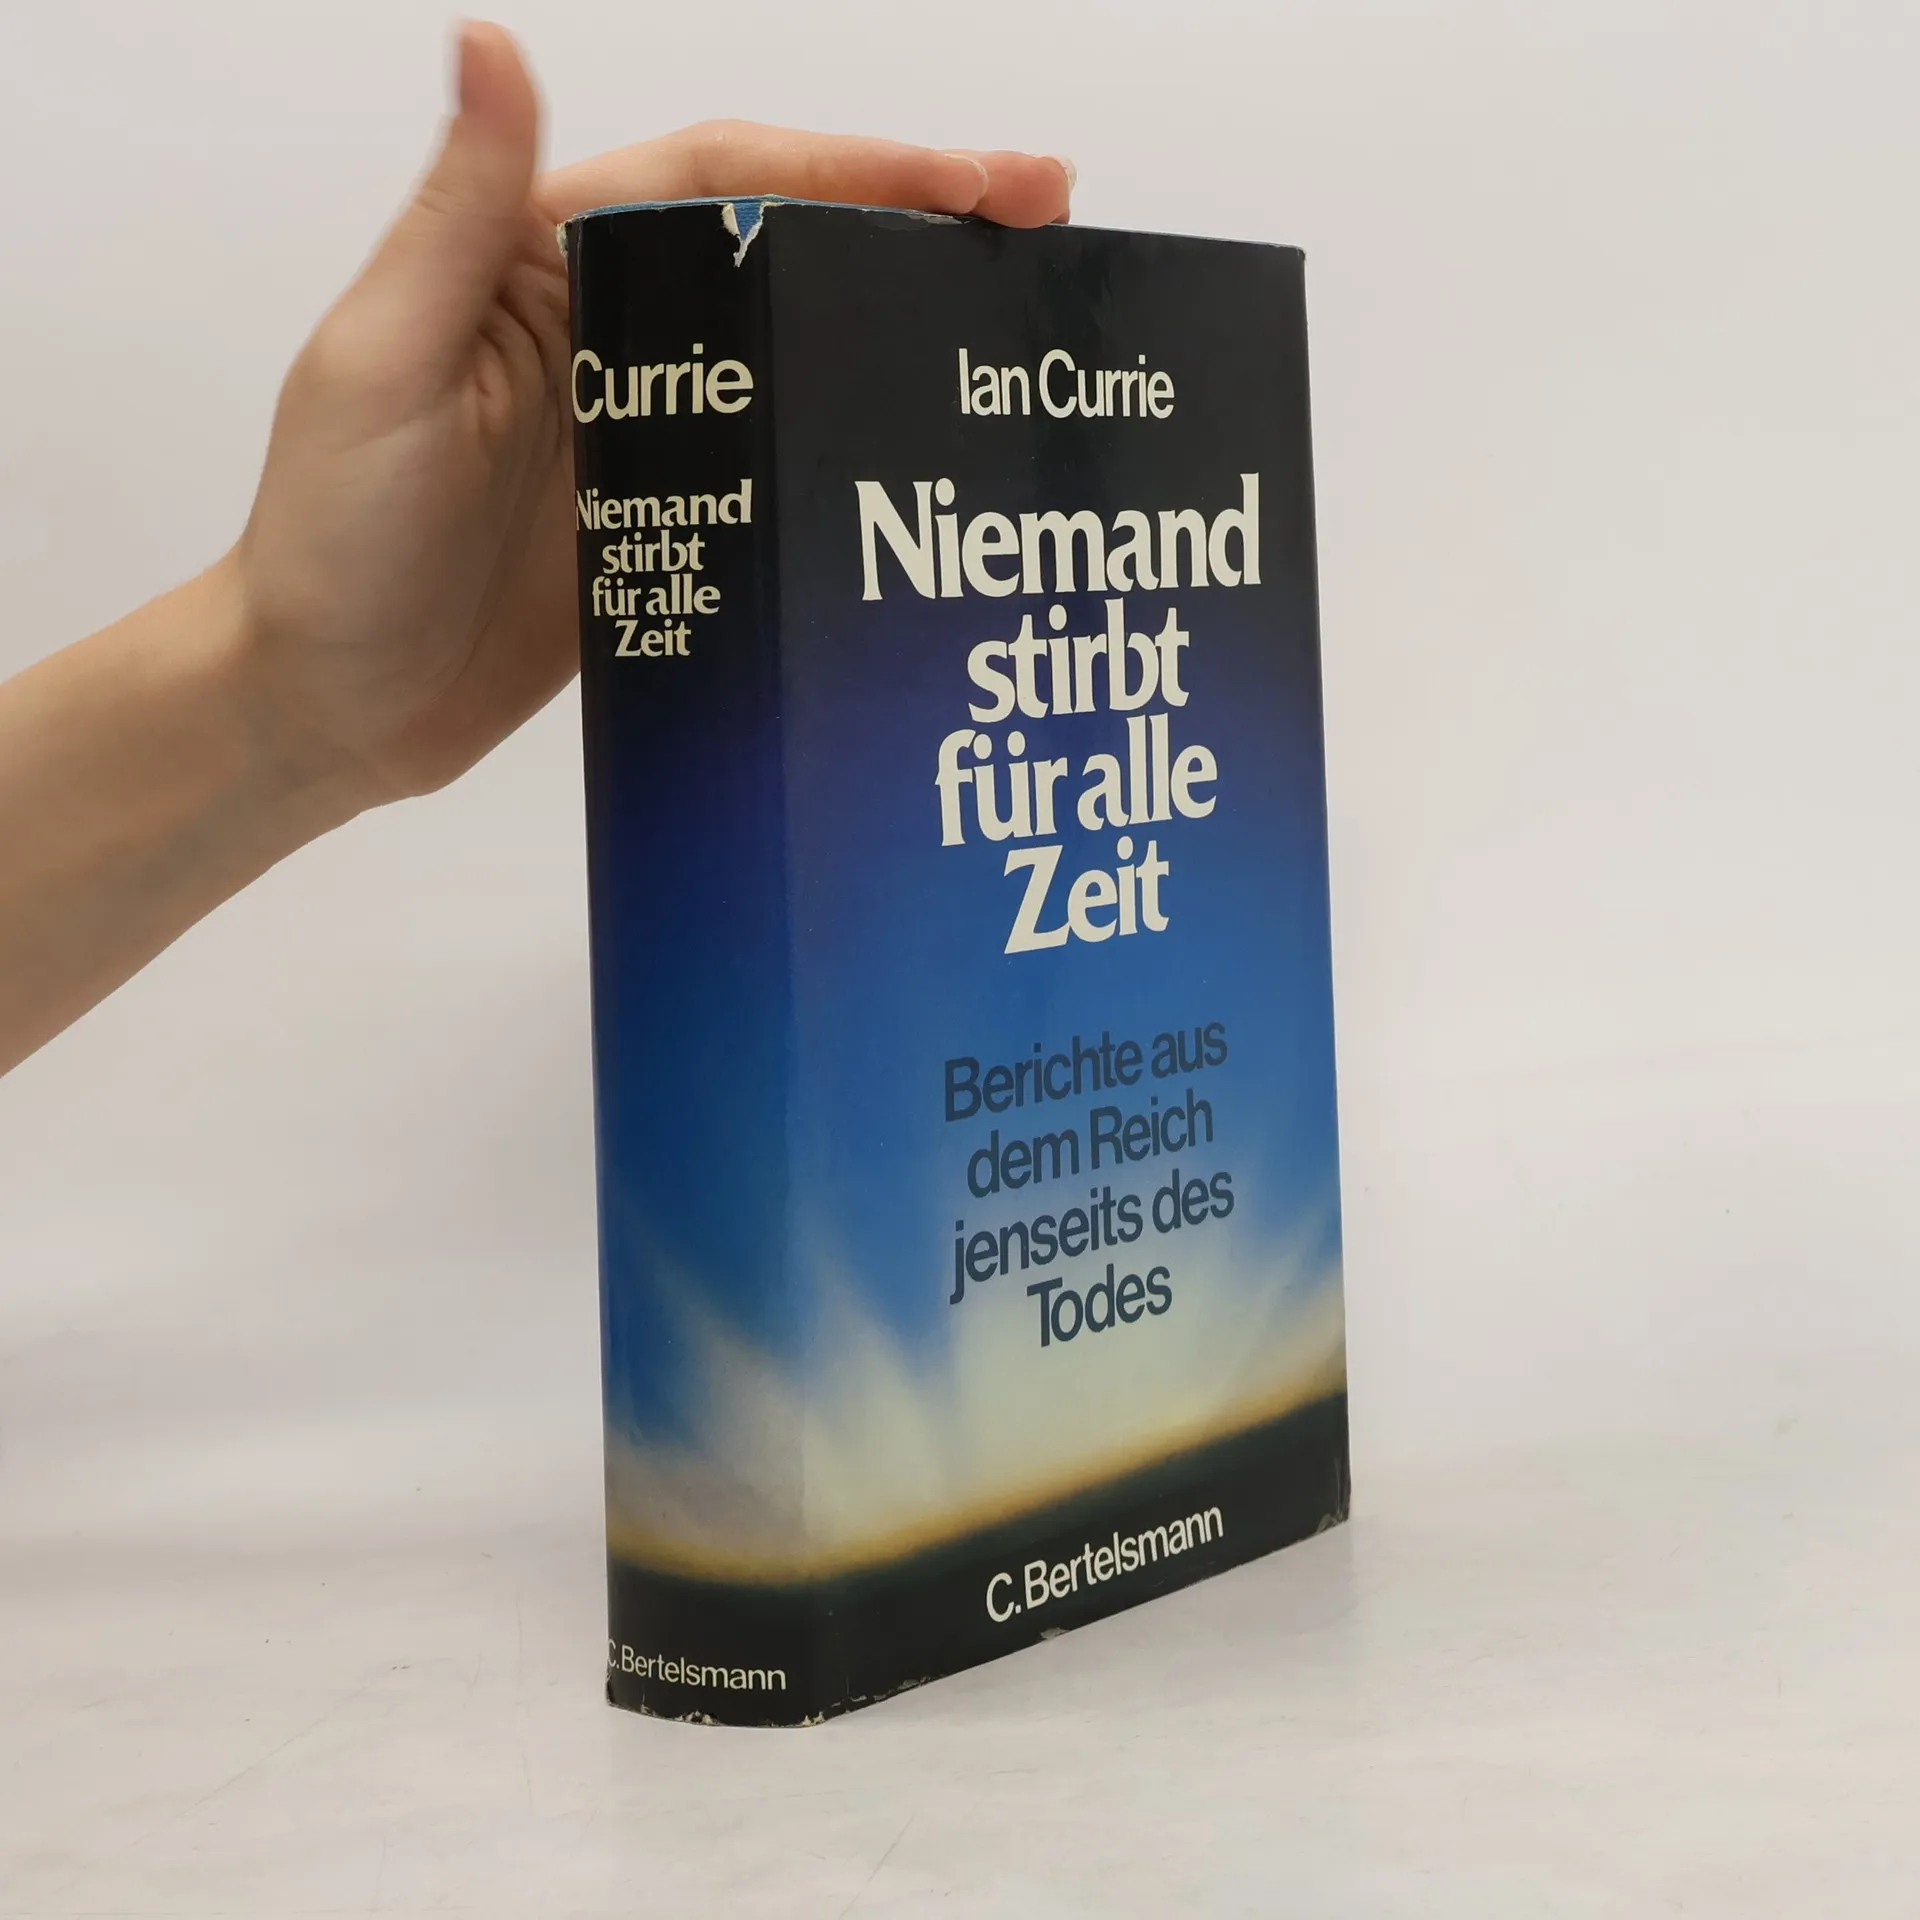 Currie
Niemand
stirbt
für alle
Zeit
C. Bertelsmann
Ian Currie
Niemand
stirbt
für alle
Zeit
Berichte aus
dem Reich
jenseits des
Todes
C. Bertelsmann